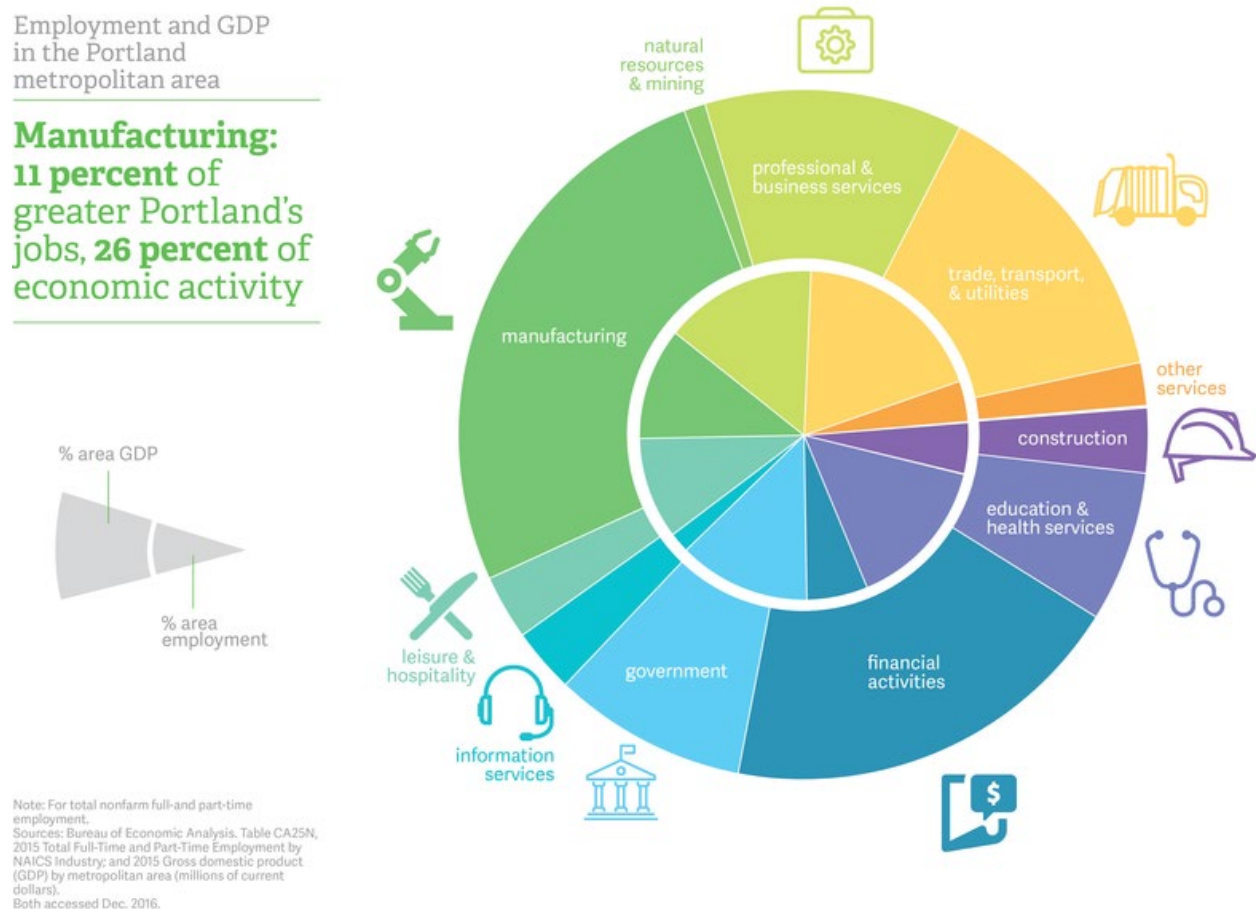 Employment and GDP
in the Portland
metropolitan area
Manufacturing:
11 percent of
greater Portland's
jobs, 26 percent of
economic activity
% area GDP
% area
employment
natural
resources
& mining
professional &
business services
trade, transport,
& utilities
other
services
construction
education &
health services
financial
activities
$
government
information
services
leisure &
hospitality
manufacturing
Note: For total nonfarm full-and part-time
employment.
Sources: Bureau of Economic Analysis. Table CA25N,
2015 Total Full-Time and Part-Time Employment by
NAICS Industry; and 2015 Gross domestic product
(GDP) by metropolitan area (millions of current
dollars).
Both accessed Dec. 2016.